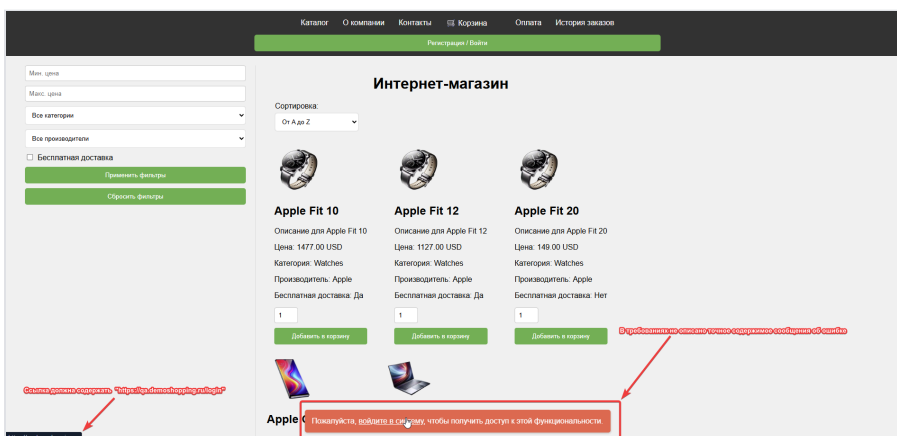 Каталог О компании Контакты Корзина Оплата История заказов
Регистрация / Войти
Мин. цена
Макс. цена
Все категории
Все производители
Бесплатная доставка
Применить фильтры
Сбросить фильтры
Интернет-магазин
Сортировка:
От А до Z
Apple Fit 10 Apple Fit 12 Apple Fit 20
Описание для Apple Fit 10 Описание для Apple Fit 12 Описание для Apple Fit 20
Цена: 1477.00 USD Цена: 1127.00 USD Цена: 149.00 USD
Категория: Watches Категория: Watches Категория: Watches
Производитель: Apple Производитель: Apple Производитель: Apple
Бесплатная доставка: Да Бесплатная доставка: Да Бесплатная доставка: Нет
1 1 1
Добавить в корзину Добавить в корзину Добавить в корзину
В требованиях не описано точное содержимое сообщения об ошибке
Ссылка должна содержать "https://qa.demoshopping.ru/login"
Apple
Пожалуйста, войдите в систему, чтобы получить доступ к этой функциональности.